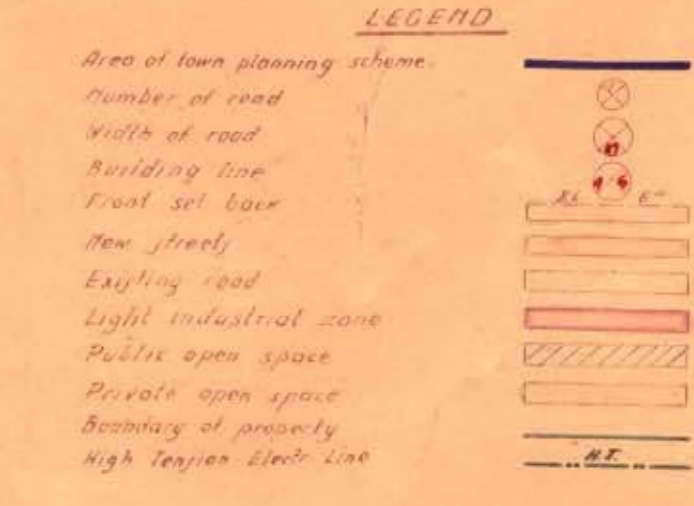 LEGEND
Area of town planning scheme
Number of road
Width of road
Building line
Front set back
New streets
Existing road
Light industrial zone
Public open space
Private open space
Boundary of property
High Tension Electr Line
H.T.